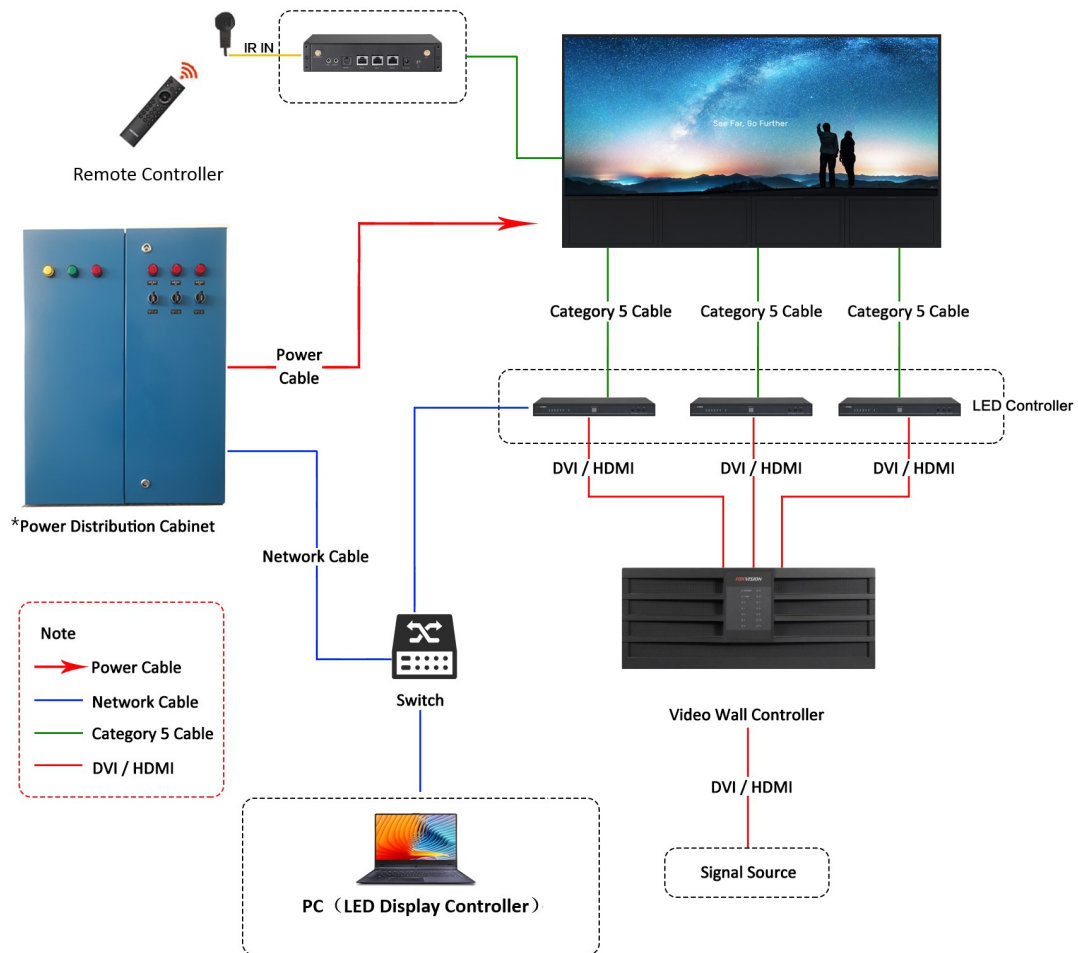 IR IN
See Far, Go Further
Remote Controller
Category 5 Cable
Category 5 Cable
Category 5 Cable
Power
Cable
LED Controller
DVI / HDMI
DVI / HDMI
DVI / HDMI
*Power Distribution Cabinet
Network Cable
HIKVISION
Note
Power Cable
Network Cable
Category 5 Cable
DVI / HDMI
Switch
Video Wall Controller
DVI / HDMI
Signal Source
PC（LED Display Controller）